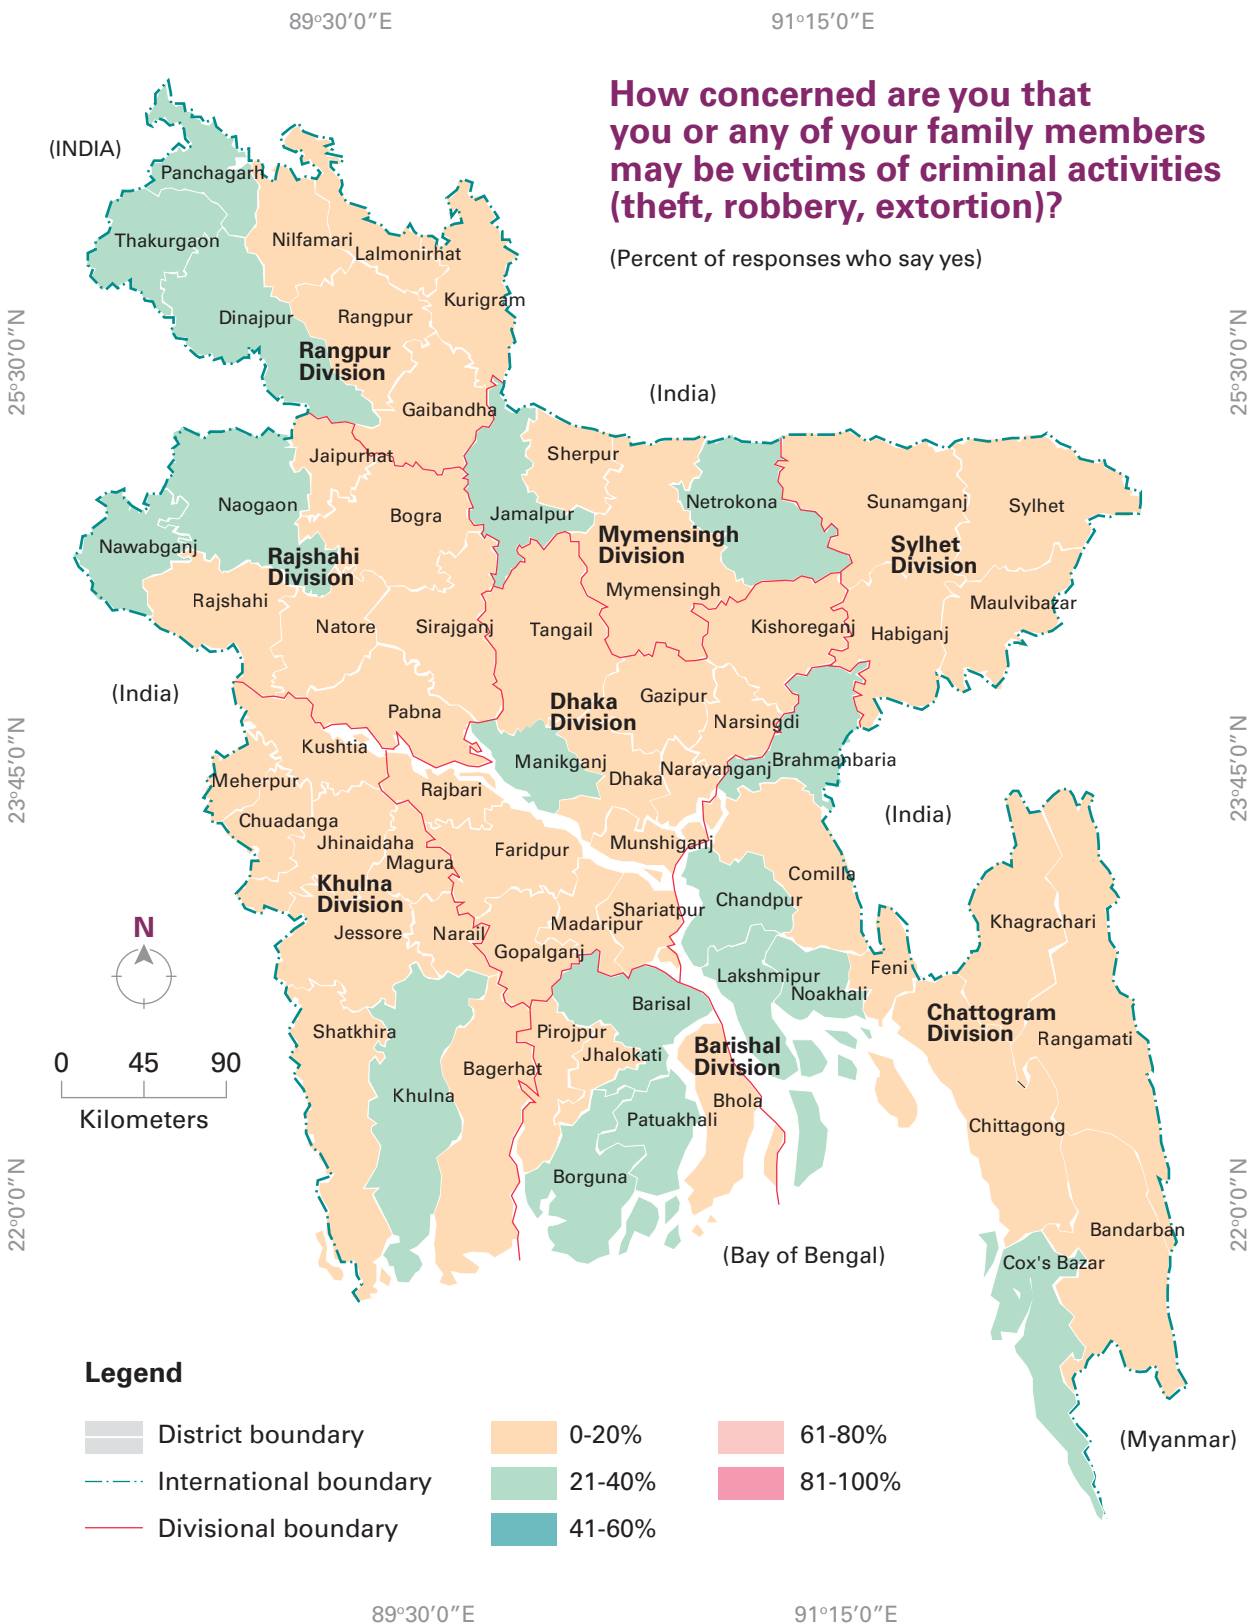 89°30′0″E
91°15′0″E
How concerned are you that
you or any of your family members
may be victims of criminal activities
(theft, robbery, extortion)?
(Percent of responses who say yes)
(INDIA)
Panchagarh
Thakurgaon
Nilfamari
Lalmonirhat
Kurigram
Dinajpur
Rangpur
Rangpur
Division
25°30′0″N
25°30′0″N
(India)
Gaibandha
Jaipurhat
Sherpur
Naogaon
Bogra
Jamalpur
Netrokona
Sunamganj
Sylhet
Nawabganj
Rajshahi
Division
Mymensingh
Division
Sylhet
Division
Rajshahi
Mymensingh
Maulvibazar
Natore
Sirajganj
Tangail
Kishoreganj
Habiganj
(India)
Pabna
Dhaka
Division
Gazipur
Narsingdi
23°45′0″N
23°45′0″N
Kushtia
Manikganj
Dhaka
Narayanganj
Brahmanbaria
Meherpur
Rajbari
Chuadanga
(India)
Jhinaidaha
Magura
Faridpur
Munshiganj
Comilla
Khulna
Division
Chandpur
Shariatpur
Madaripur
Khagrachari
N
Jessore
Narail
Gopalganj
Feni
Lakshmipur
Noakhali
Barisal
Chattogram
Division
Shatkhira
Pirojpur
Jhalokati
Barishal
Division
Rangamati
0
45
90
Kilometers
Bagerhat
Khulna
Bhola
Patuakhali
Chittagong
Borguna
22°0′0″N
22°0′0″N
Bandarban
(Bay of Bengal)
Cox's Bazar
Legend
District boundary
International boundary
Divisional boundary
0-20%
21-40%
41-60%
61-80%
81-100%
(Myanmar)
89°30′0″E
91°15′0″E